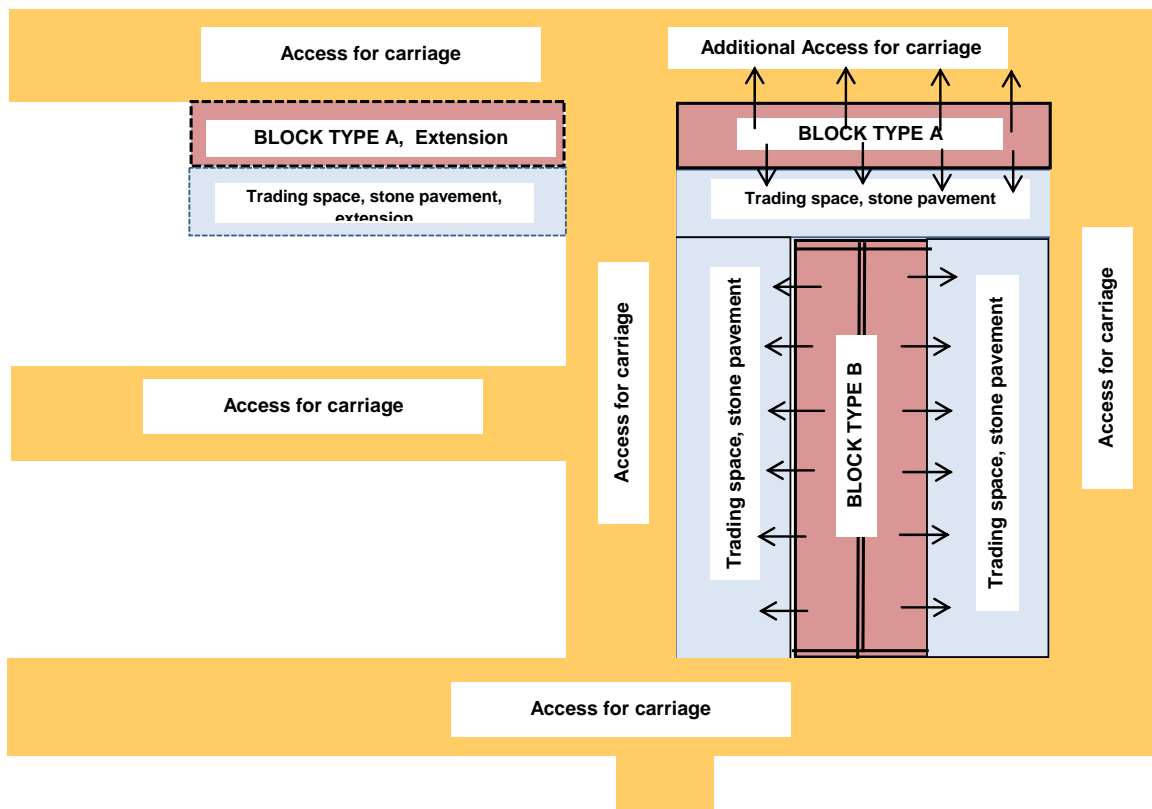 Access for carriage
Additional Access for carriage
BLOCK TYPE A, Extension
BLOCK TYPE A
Trading space, stone pavement,
extension
Trading space, stone pavement
Access for carriage
Trading space, stone pavement
BLOCK TYPE B
Trading space, stone pavement
Access for carriage
Access for carriage
Access for carriage